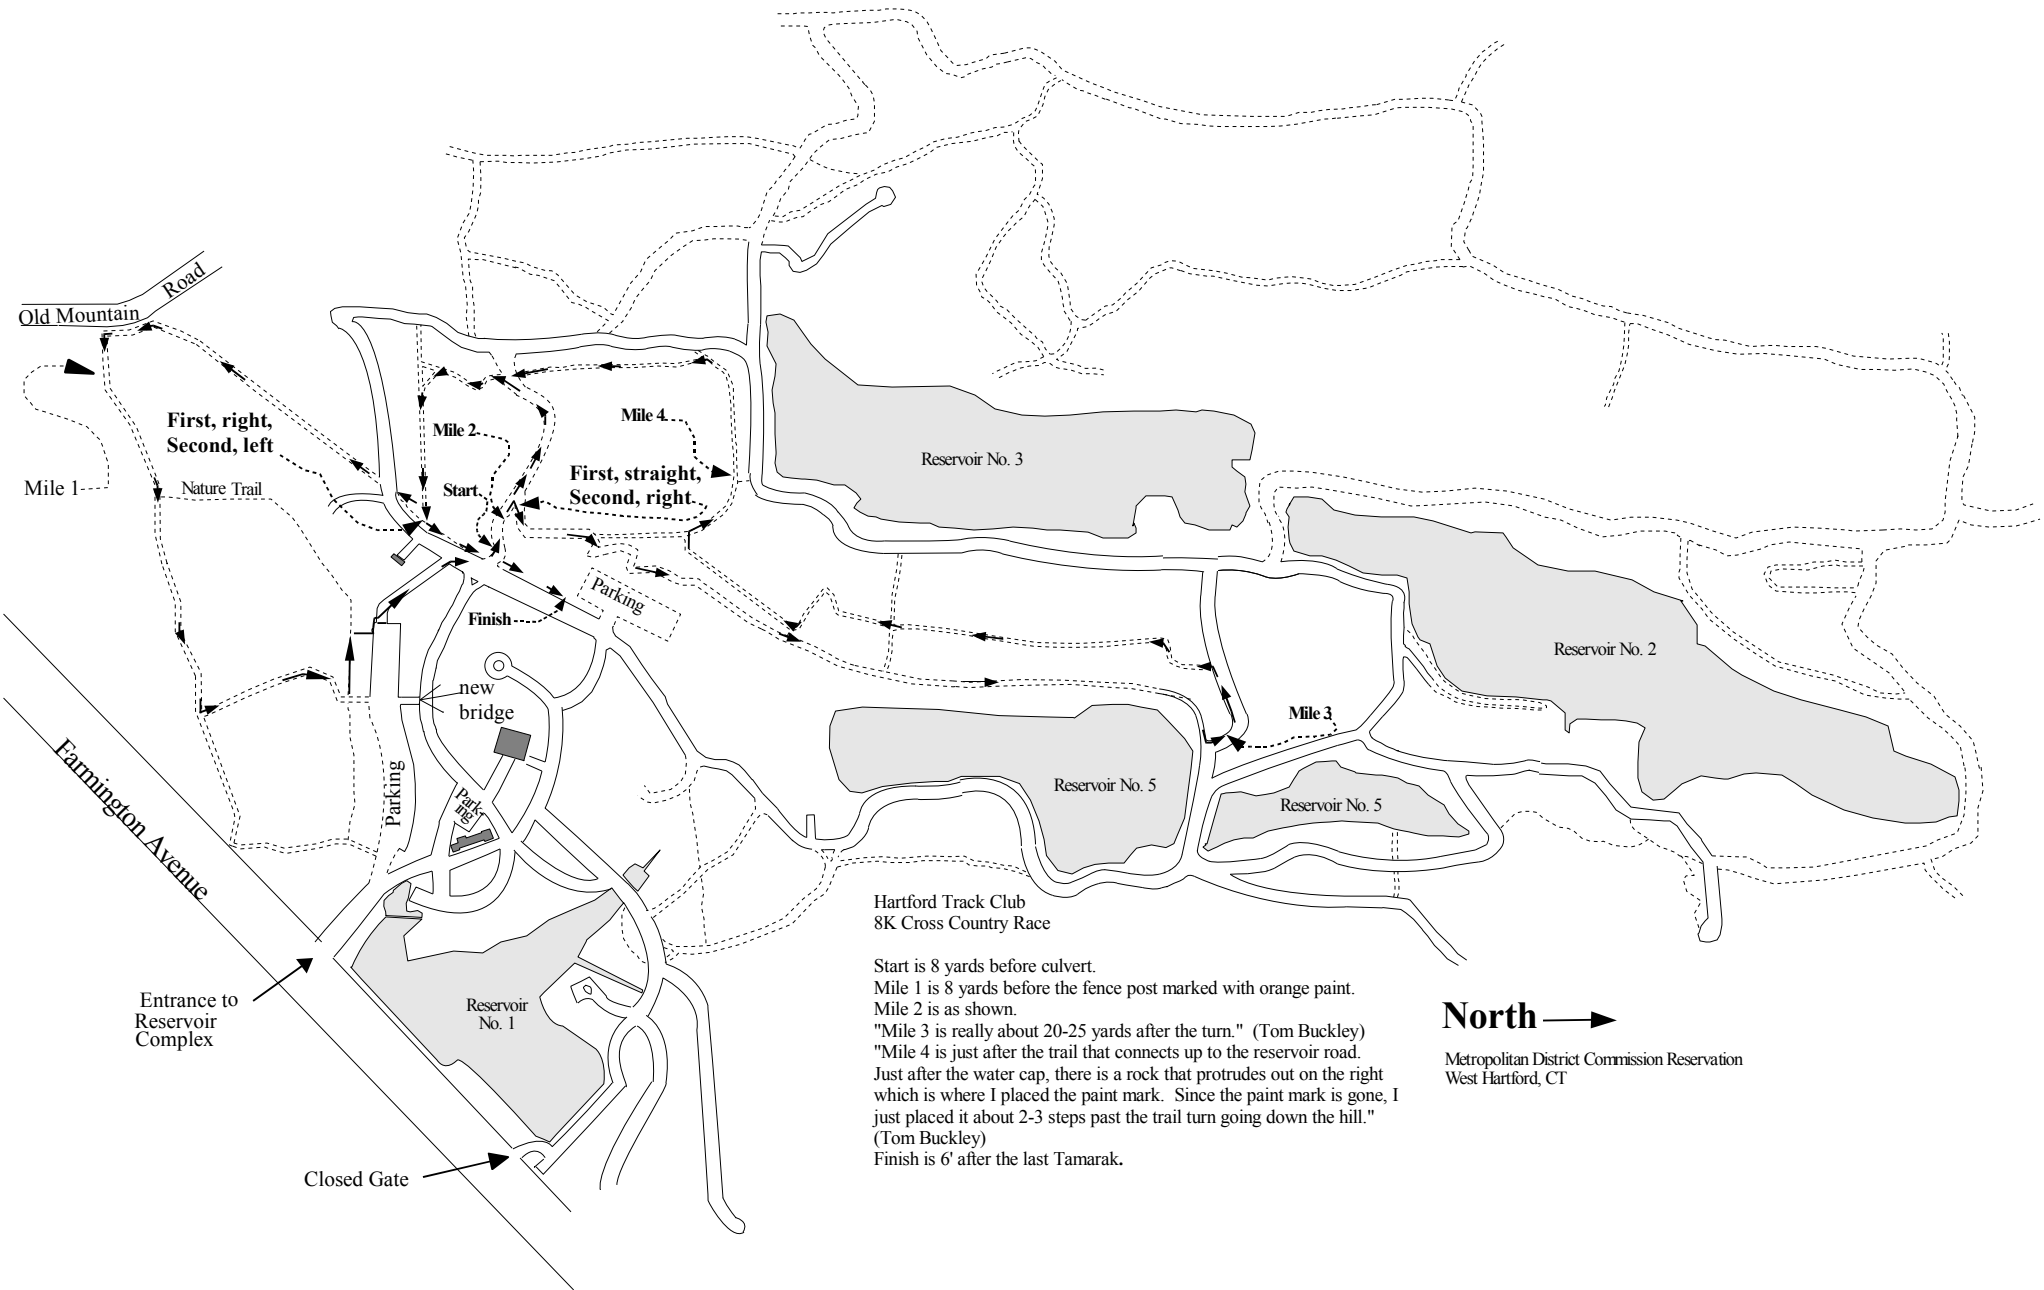 Old Mountain
Road
First, right,
Second, left
Mile 1
Nature Trail
Mile 2
Start
Mile 4
First, straight,
Second, right
Finish
Parking
new
bridge
Parking
Park-
ing
Farmington Avenue
Reservoir No. 3
Reservoir No. 2
Mile 3
Reservoir No. 5
Reservoir No. 5
Reservoir
No. 1
Entrance to
Reservoir
Complex
Closed Gate
Hartford Track Club
8K Cross Country Race
Start is 8 yards before culvert.
Mile 1 is 8 yards before the fence post marked with orange paint.
Mile 2 is as shown.
"Mile 3 is really about 20-25 yards after the turn." (Tom Buckley)
"Mile 4 is just after the trail that connects up to the reservoir road.
Just after the water cap, there is a rock that protrudes out on the right
which is where I placed the paint mark. Since the paint mark is gone, I
just placed it about 2-3 steps past the trail turn going down the hill."
(Tom Buckley)
Finish is 6' after the last Tamarak.
North
Metropolitan District Commission Reservation
West Hartford, CT